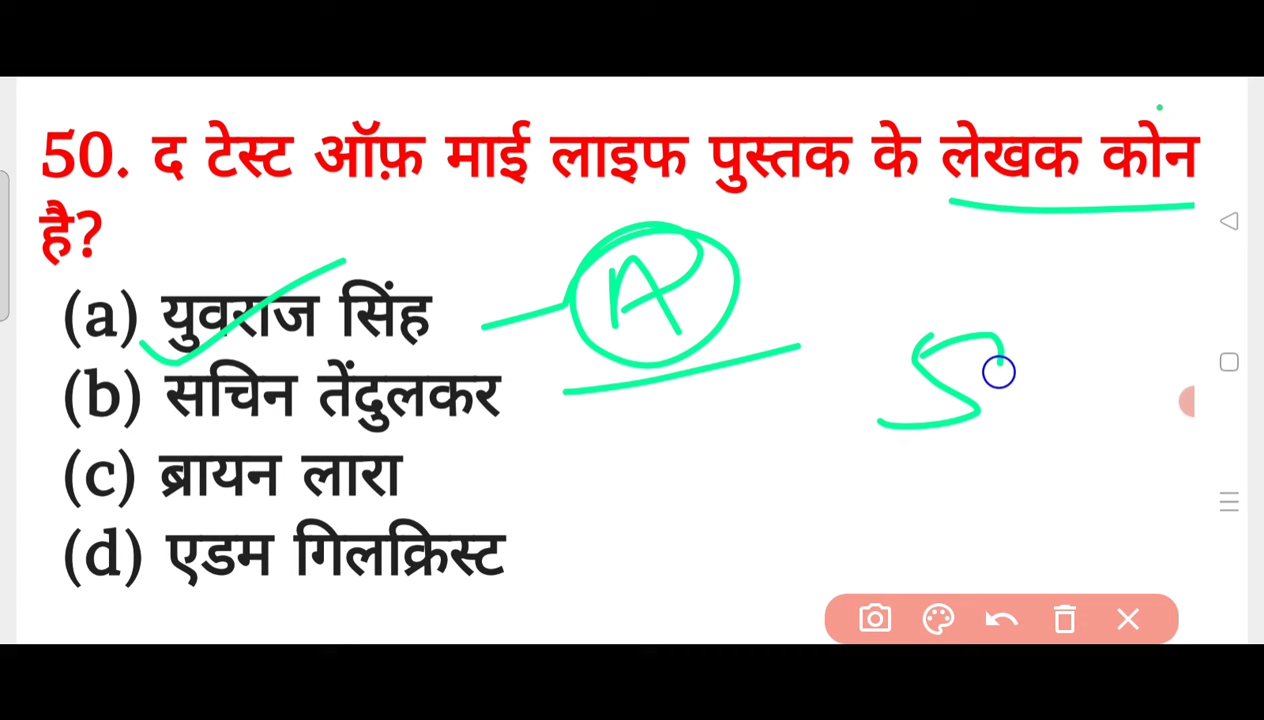 50. द टेस्ट ऑफ़ माई लाइफ पुस्तक के लेखक कोन
है?
(a) युवराज सिंह
A
(b) सचिन तेंदुलकर
(c) ब्रायन लारा
(d) एडम गिलक्रिस्ट